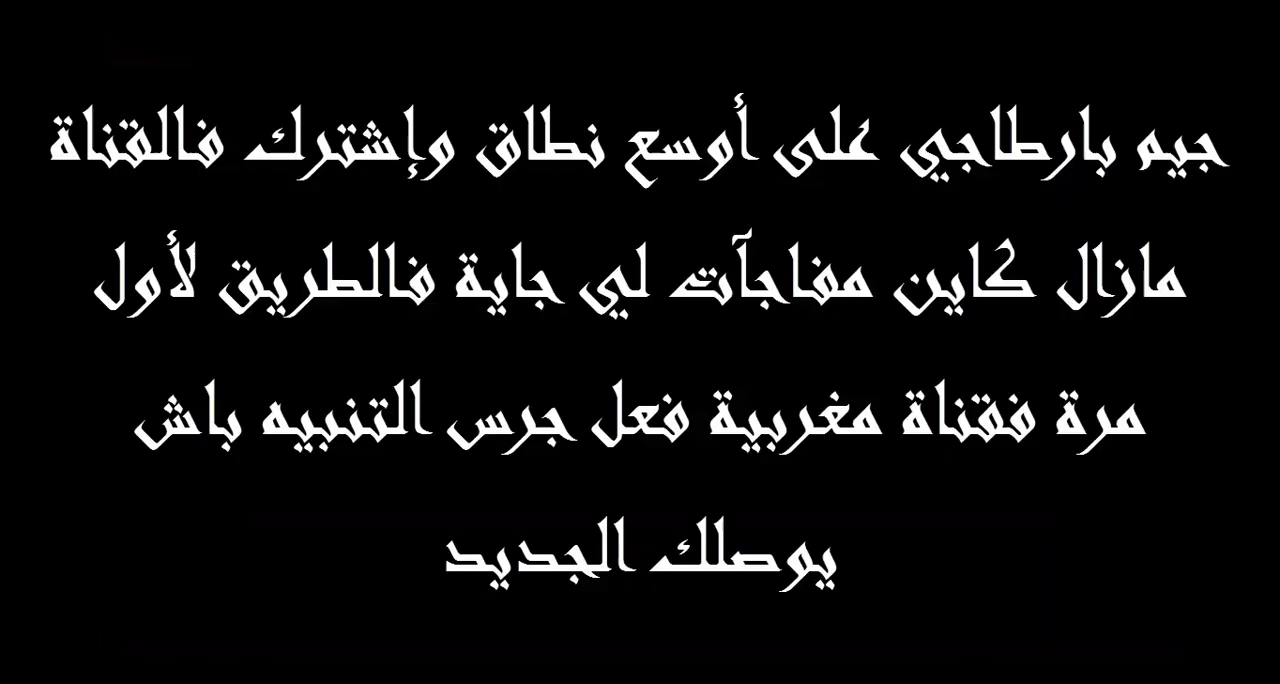 جيم بارطاجي على أوسع نطاق وإشترك فالقناة
مازال كاين مفاجآت لي جاية فالطريق لأول
مرة فقناة مغربية فعل جرس التنبيه باش
يوصلك الجديد